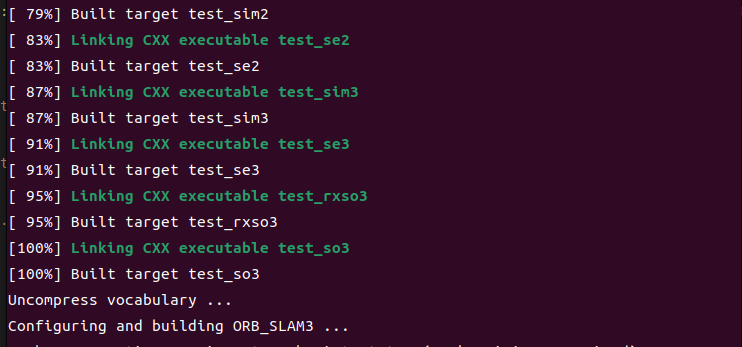 [ 79%] Built target test_sim2
[ 83%] Linking CXX executable test_se2
[ 83%] Built target test_se2
[ 87%] Linking CXX executable test_sim3
[ 87%] Built target test_sim3
[ 91%] Linking CXX executable test_se3
[ 91%] Built target test_se3
[ 95%] Linking CXX executable test_rxso3
[ 95%] Built target test_rxso3
[100%] Linking CXX executable test_so3
[100%] Built target test_so3
Uncompress vocabulary ...
Configuring and building ORB_SLAM3 ...